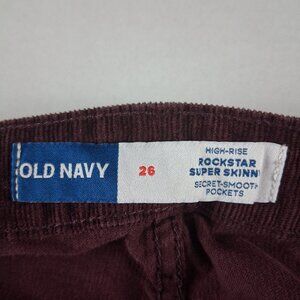 OLD NAVY
26
HIGH-RISE
ROCKSTAR
SUPER SKINNY
SECRET-SMOOTH
POCKETS